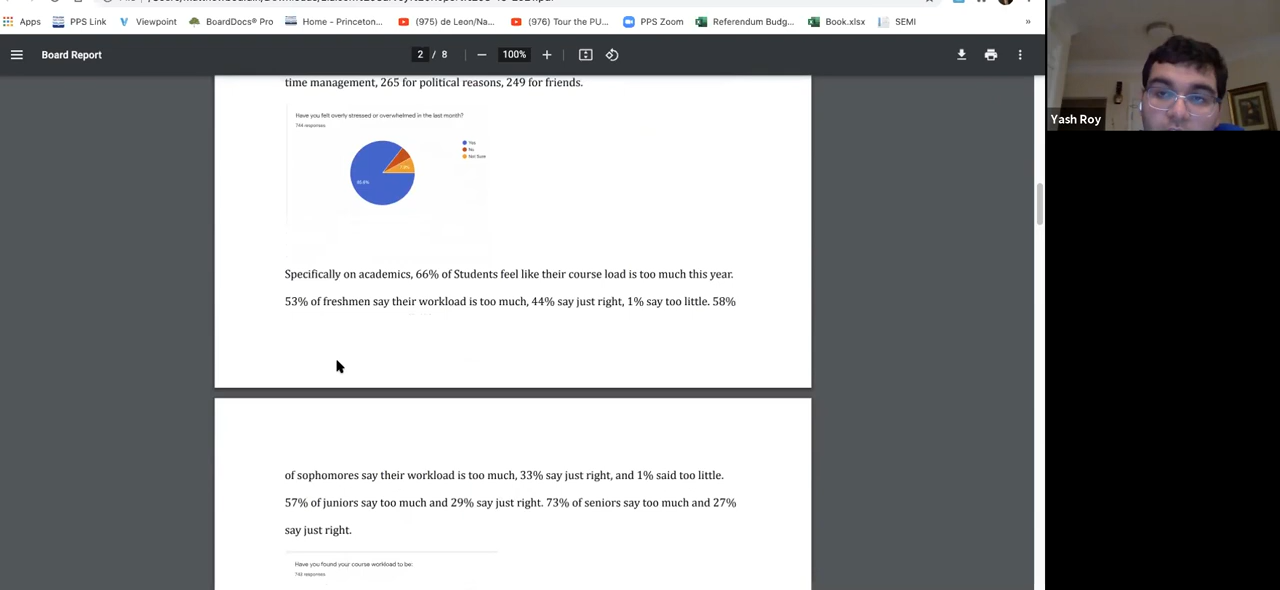 Apps PPS Link Viewpoint BoardDocs® Pro Home - Princeton... (975) de Leon/Na... (976) Tour the PU... PPS Zoom Referendum Budg... Book.xlsx SEMI »
Board Report 2 / 8 100%
Yash Roy
time management, 265 for political reasons, 249 for friends.
Have you felt overly stressed or overwhelmed in the last month?
744 responses
Yes
No
Not Sure
Specifically on academics, 66% of Students feel like their course load is too much this year.
53% of freshmen say their workload is too much, 44% say just right, 1% say too little. 58%
of sophomores say their workload is too much, 33% say just right, and 1% said too little.
57% of juniors say too much and 29% say just right. 73% of seniors say too much and 27%
say just right.
Have you found your course workload to be: